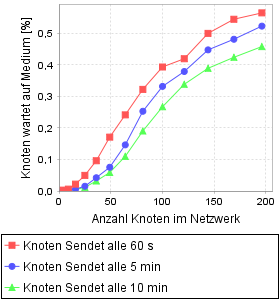 Knoten wartet auf Medium [%]
0,5
0,4
0,3
0,2
0,1
0,0
0 50 100 150 200
Anzahl Knoten im Netzwerk
Knoten Sendet alle 60 s
Knoten Sendet alle 5 min
Knoten Sendet alle 10 min